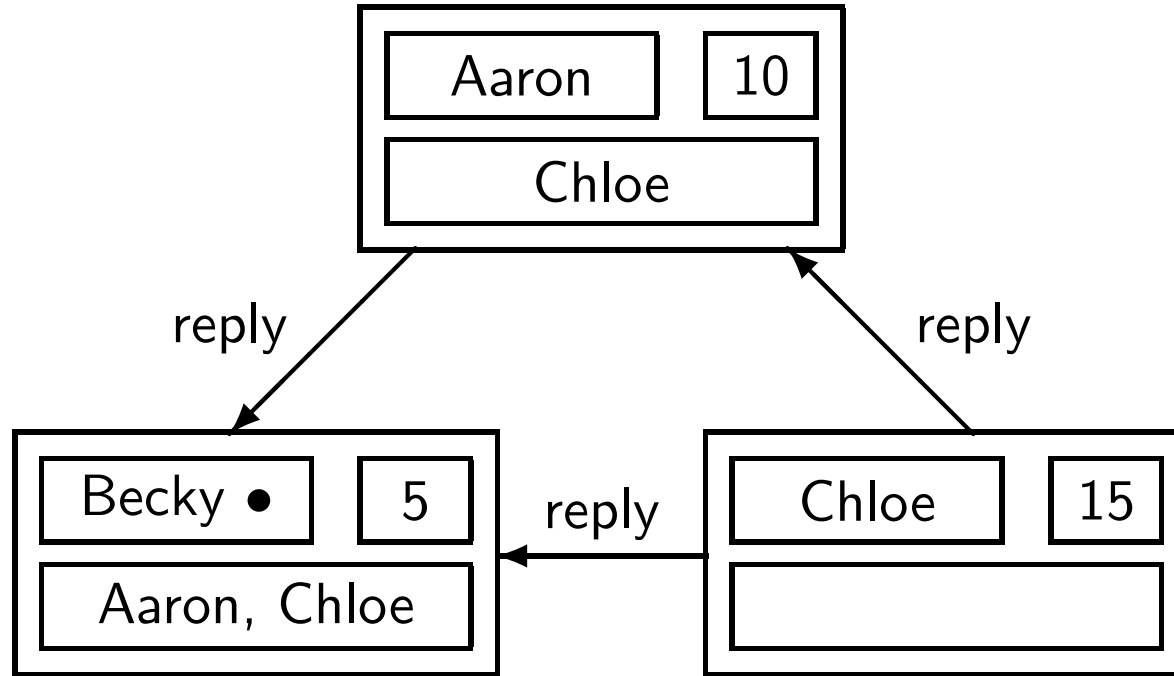 Aaron 10
Chloe
reply reply
Becky • 5
reply
Chloe 15
Aaron, Chloe